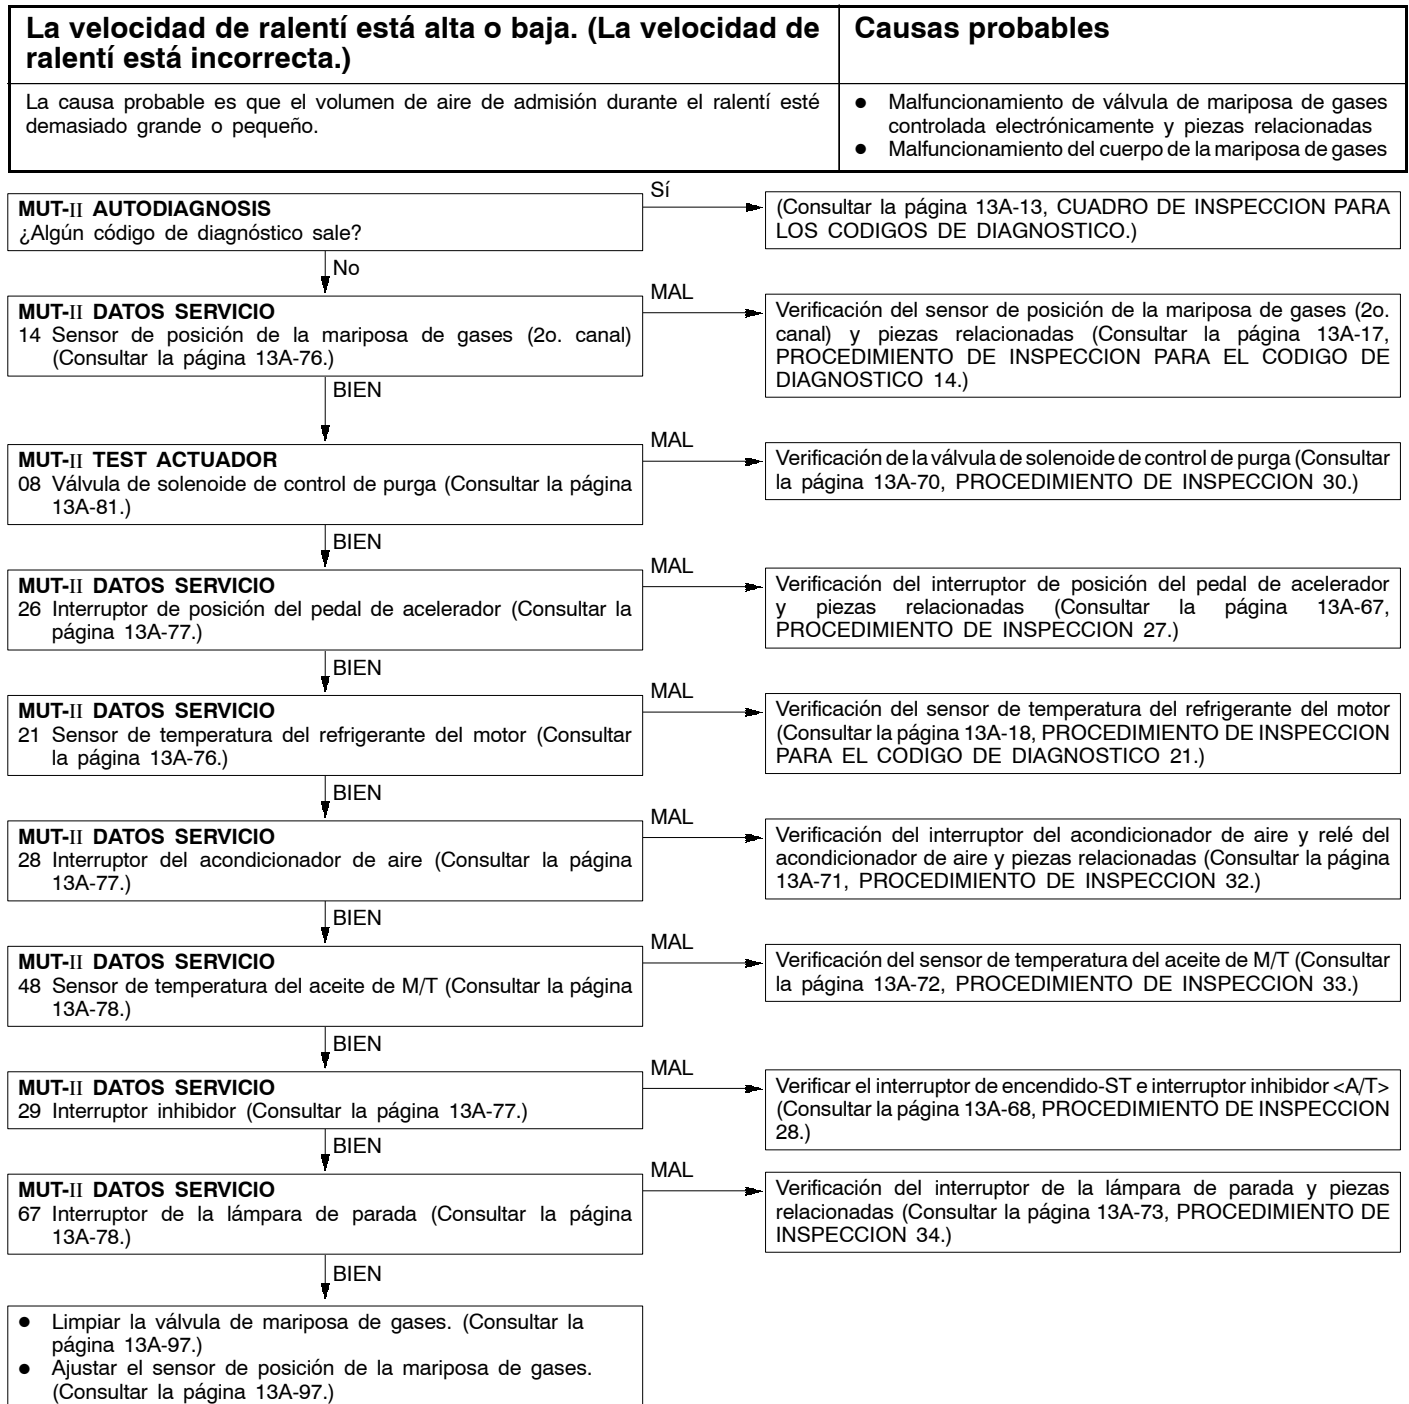 La velocidad de ralentí está alta o baja. (La velocidad de
ralentí está incorrecta.)
Causas probables
La causa probable es que el volumen de aire de admisión durante el ralentí esté
demasiado grande o pequeño.
● Malfuncionamiento de válvula de mariposa de gases
controlada electrónicamente y piezas relacionadas
● Malfuncionamiento del cuerpo de la mariposa de gases
MUT-II AUTODIAGNOSIS
¿Algún código de diagnóstico sale?
Sí
(Consultar la página 13A-13, CUADRO DE INSPECCION PARA
LOS CODIGOS DE DIAGNOSTICO.)
No
MUT-II DATOS SERVICIO
14 Sensor de posición de la mariposa de gases (2o. canal)
(Consultar la página 13A-76.)
MAL
Verificación del sensor de posición de la mariposa de gases (2o.
canal) y piezas relacionadas (Consultar la página 13A-17,
PROCEDIMIENTO DE INSPECCION PARA EL CODIGO DE
DIAGNOSTICO 14.)
BIEN
MUT-II TEST ACTUADOR
08 Válvula de solenoide de control de purga (Consultar la página
13A-81.)
MAL
Verificación de la válvula de solenoide de control de purga (Consultar
la página 13A-70, PROCEDIMIENTO DE INSPECCION 30.)
BIEN
MUT-II DATOS SERVICIO
26 Interruptor de posición del pedal de acelerador (Consultar la
página 13A-77.)
MAL
Verificación del interruptor de posición del pedal de acelerador
y piezas relacionadas (Consultar la página 13A-67,
PROCEDIMIENTO DE INSPECCION 27.)
BIEN
MUT-II DATOS SERVICIO
21 Sensor de temperatura del refrigerante del motor (Consultar
la página 13A-76.)
MAL
Verificación del sensor de temperatura del refrigerante del motor
(Consultar la página 13A-18, PROCEDIMIENTO DE INSPECCION
PARA EL CODIGO DE DIAGNOSTICO 21.)
BIEN
MUT-II DATOS SERVICIO
28 Interruptor del acondicionador de aire (Consultar la página
13A-77.)
MAL
Verificación del interruptor del acondicionador de aire y relé del
acondicionador de aire y piezas relacionadas (Consultar la página
13A-71, PROCEDIMIENTO DE INSPECCION 32.)
BIEN
MUT-II DATOS SERVICIO
48 Sensor de temperatura del aceite de M/T (Consultar la página
13A-78.)
MAL
Verificación del sensor de temperatura del aceite de M/T (Consultar
la página 13A-72, PROCEDIMIENTO DE INSPECCION 33.)
BIEN
MUT-II DATOS SERVICIO
29 Interruptor inhibidor (Consultar la página 13A-77.)
MAL
Verificar el interruptor de encendido-ST e interruptor inhibidor <A/T>
(Consultar la página 13A-68, PROCEDIMIENTO DE INSPECCION
28.)
BIEN
MUT-II DATOS SERVICIO
67 Interruptor de la lámpara de parada (Consultar la página
13A-78.)
MAL
Verificación del interruptor de la lámpara de parada y piezas
relacionadas (Consultar la página 13A-73, PROCEDIMIENTO DE
INSPECCION 34.)
BIEN
● Limpiar la válvula de mariposa de gases. (Consultar la
página 13A-97.)
● Ajustar el sensor de posición de la mariposa de gases.
(Consultar la página 13A-97.)